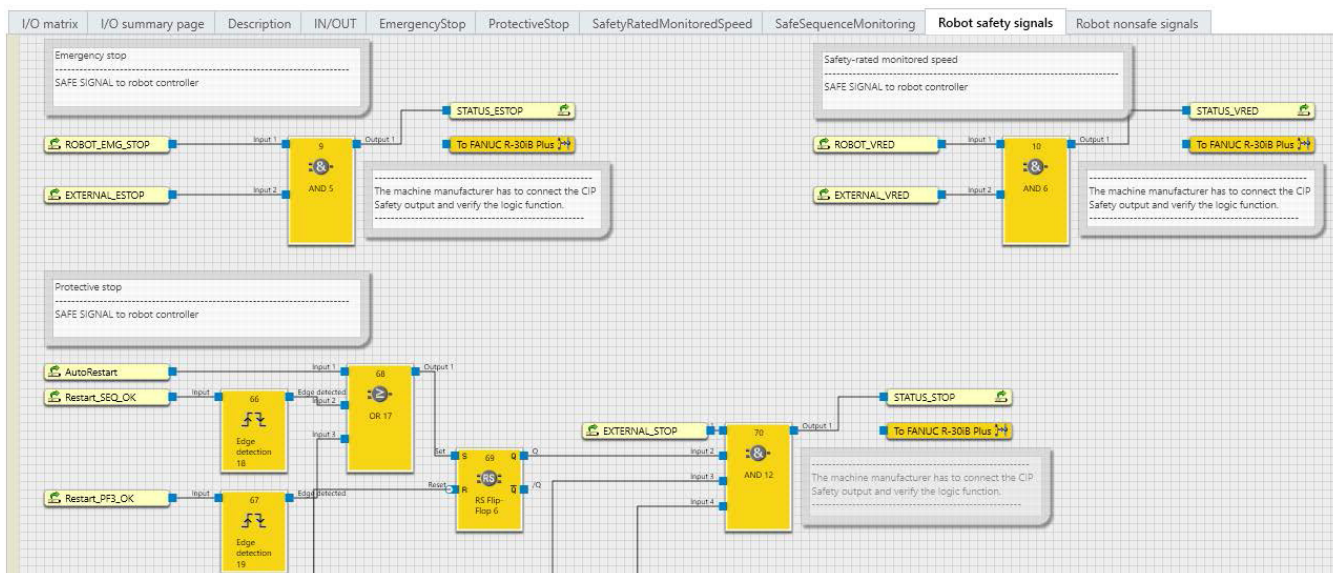 I/O matrix
I/O summary page
Description
IN/OUT
EmergencyStop
ProtectiveStop
SafetyRatedMonitoredSpeed
SafeSequenceMonitoring
Robot safety signals
Robot nonsafe signals
Emergency stop
SAFE SIGNAL to robot controller
ROBOT_EMG_STOP
EXTERNAL_ESTOP
Input 1
Input 2
9
&
AND 5
Output 1
STATUS_ESTOP
To FANUC R-30iB Plus
The machine manufacturer has to connect the CIP
Safety output and verify the logic function.
Safety-rated monitored speed
SAFE SIGNAL to robot controller
ROBOT_VRED
EXTERNAL_VRED
Input 1
Input 2
10
&
AND 6
Output 1
STATUS_VRED
To FANUC R-30iB Plus
The machine manufacturer has to connect the CIP
Safety output and verify the logic function.
Protective stop
SAFE SIGNAL to robot controller
AutoRestart
Restart_SEQ_OK
Restart_PF3_OK
Input
66
Edge
detection
18
Edge detected
Input
67
Edge
detection
19
Edge detected
Input 1
Input 2
Input 3
68
≥
OR 17
Output 1
Set
Reset
S
69
Q
RS
R
Q
RS Flip-
Flop 6
Q
/Q
EXTERNAL_STOP
1
Input 2
Input 3
Input 4
70
&
AND 12
Output 1
STATUS_STOP
To FANUC R-30iB Plus
The machine manufacturer has to connect the CIP
Safety output and verify the logic function.